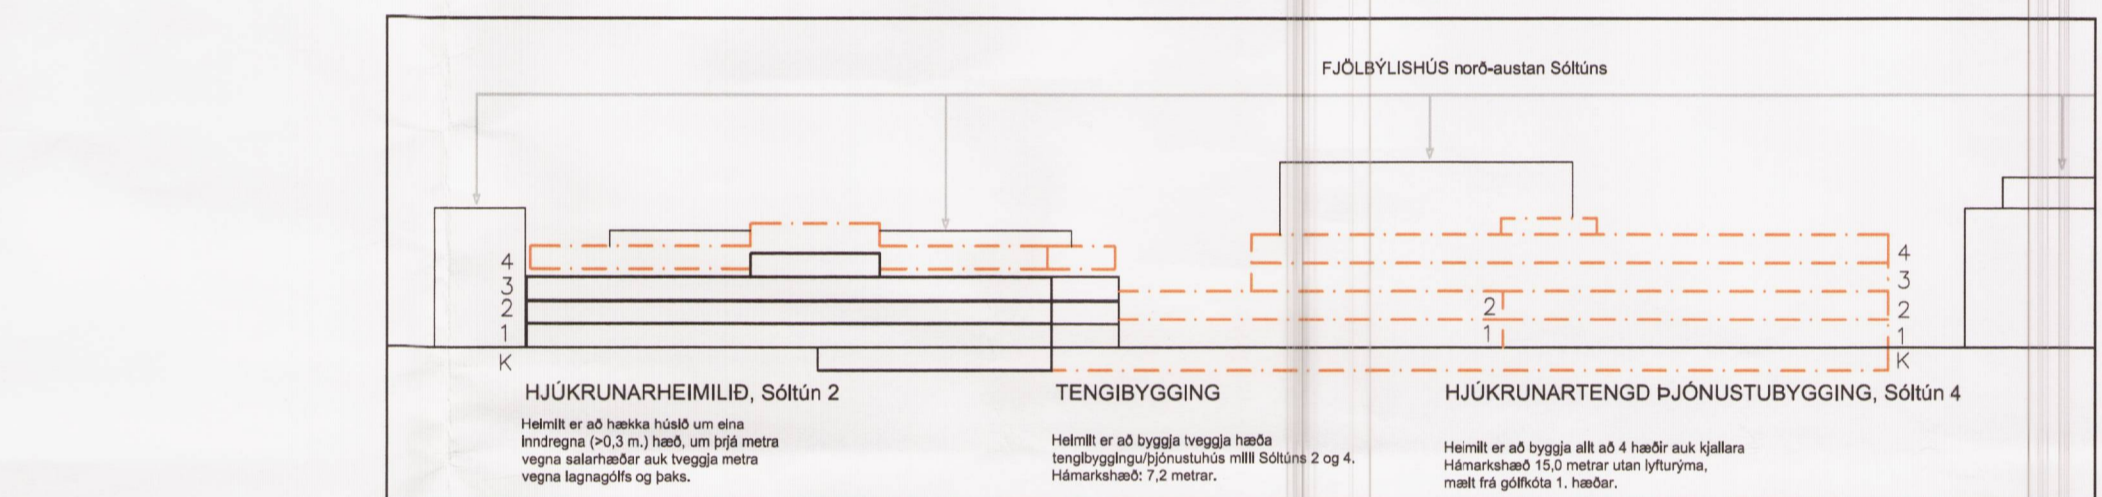 FJÖLBÝLISHÚS norð-austan Sóltúns
4
3
2
1
K
2
1
4
3
2
1
K
HJÚKRUNARHEIMILIÐ, Sóltún 2
Heimilt er að hækka húsið um eina
inndregna (>0,3 m.) hæð, um þrjá metra
vegna salarhæðar auk tveggja metra
vegna lagnagólfs og þaks.
TENGIBYGGING
Heimilt er að byggja tveggja hæða
tengibyggingu/þjónustuhús milli Sóltúns 2 og 4.
Hámarkshæð: 7,2 metrar.
HJÚKRUNARTENGD ÞJÓNUSTUBYGGING, Sóltún 4
Heimilt er að byggja allt að 4 hæðir auk kjallara
Hámarkshæð 15,0 metrar utan lyfturýma,
mælt frá gólfkóta 1. hæðar.